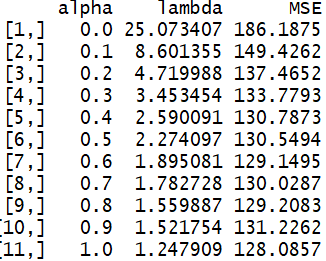 alpha lambda MSE
[1,] 0.0 25.073407 186.1875
[2,] 0.1 8.601355 149.4262
[3,] 0.2 4.719988 137.4652
[4,] 0.3 3.453454 133.7793
[5,] 0.4 2.590091 130.7873
[6,] 0.5 2.274097 130.5494
[7,] 0.6 1.895081 129.1495
[8,] 0.7 1.782728 130.0287
[9,] 0.8 1.559887 129.2083
[10,] 0.9 1.521754 131.2262
[11,] 1.0 1.247909 128.0857